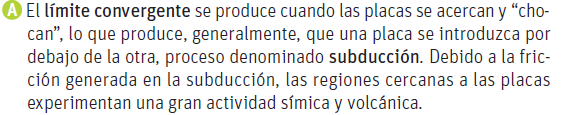 A El límite convergente se produce cuando las placas se acercan y “cho-
can”, lo que produce, generalmente, que una placa se introduzca por
debajo de la otra, proceso denominado subducción. Debido a la fric-
ción generada en la subducción, las regiones cercanas a las placas
experimentan una gran actividad símica y volcánica.